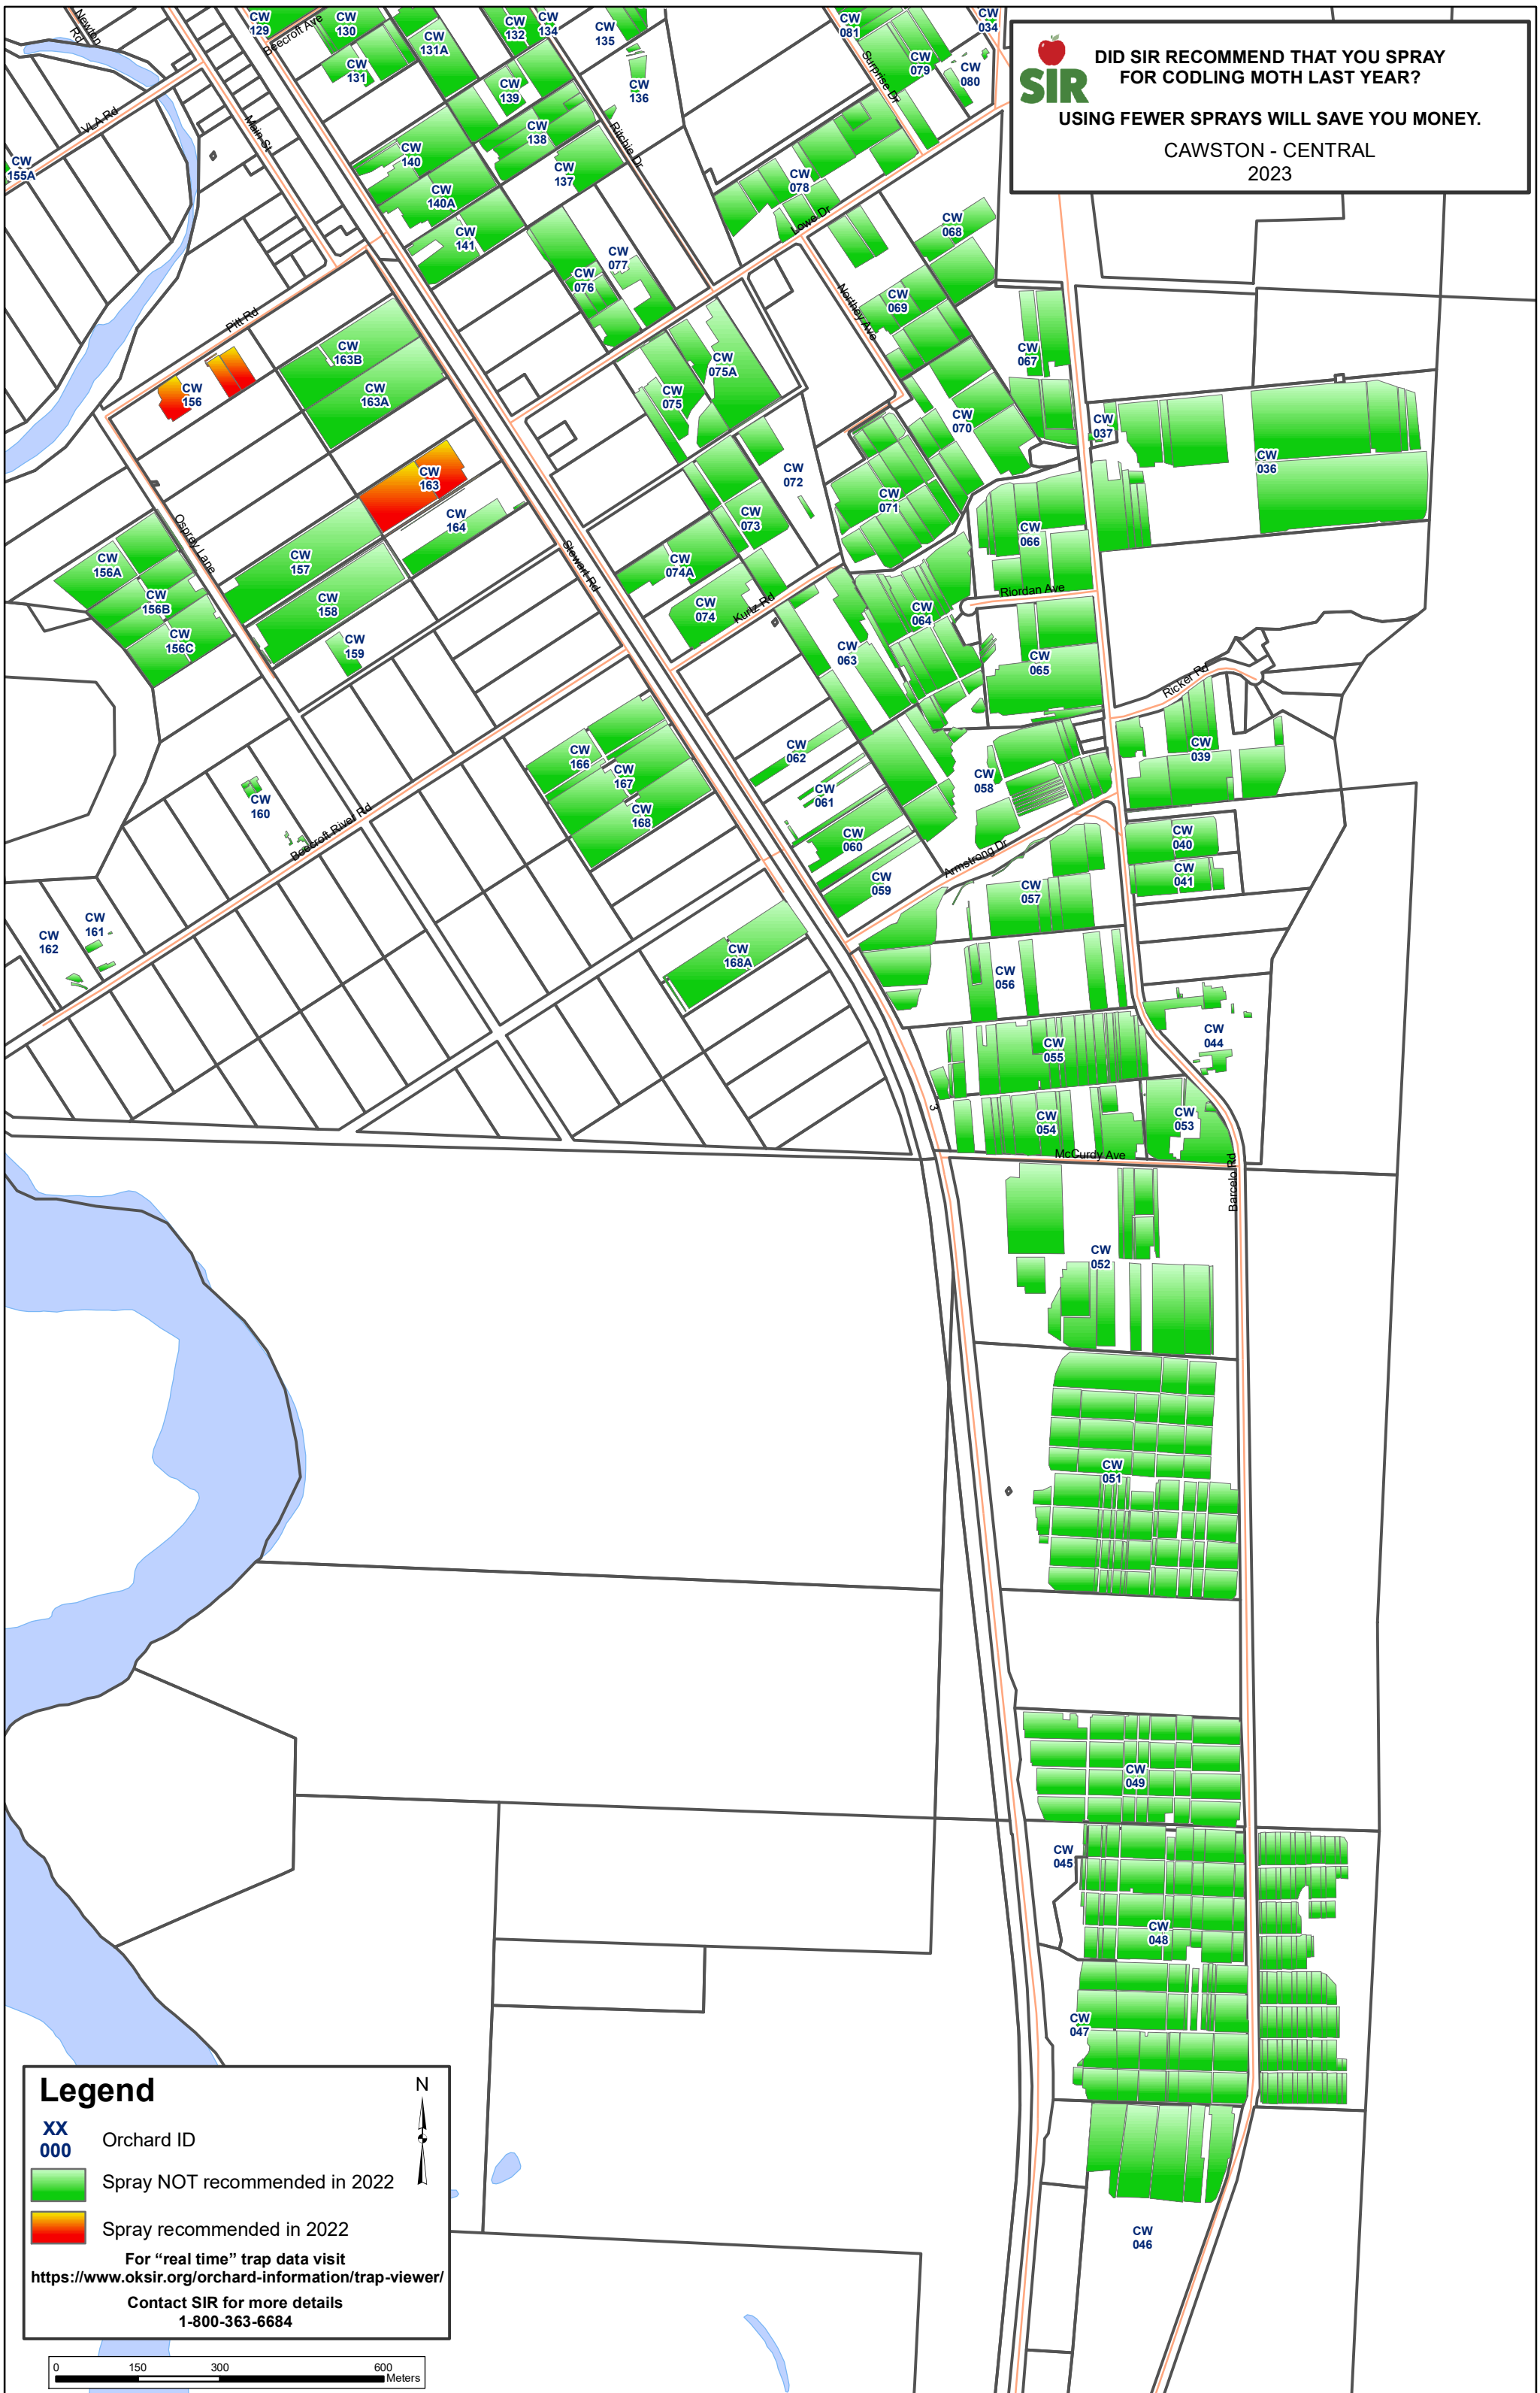 DID SIR RECOMMEND THAT YOU SPRAY
FOR CODLING MOTH LAST YEAR?
SIR
USING FEWER SPRAYS WILL SAVE YOU MONEY.
CAWSTON - CENTRAL
2023
CW
129
CW
130
CW
131A
CW
132
CW
134
CW
135
CW
081
CW
034
Newton
Rd
Beecroft Ave
CW
131
CW
139
CW
136
Surprise Dr
CW
079
CW
080
VLA Rd
Main St
CW
138
Ritchie Dr
CW
155A
CW
140
CW
137
CW
078
CW
140A
CW
141
Lowe Dr
CW
068
CW
077
CW
076
Northey Ave
CW
069
Pitt Rd
CW
163B
CW
075A
CW
067
CW
156
CW
163A
CW
075
CW
070
CW
037
CW
036
CW
163
CW
072
CW
071
CW
164
CW
073
CW
066
Osprey Lane
CW
156A
CW
157
Stewart Rd
CW
074A
CW
156B
CW
158
CW
074
Kurtz Rd
CW
064
Riordan Ave
CW
156C
CW
159
CW
063
CW
065
Ricker Rd
CW
166
CW
062
CW
039
CW
167
CW
061
CW
058
CW
160
Beecroft River Rd
CW
168
CW
060
CW
040
Armstrong Dr
CW
059
CW
057
CW
041
CW
161
CW
162
CW
168A
CW
056
CW
044
CW
055
3
CW
054
CW
053
McCurdy Ave
Barcelo Rd
CW
052
CW
051
CW
049
CW
045
CW
048
CW
047
CW
046
Legend
N
XX
000
Orchard ID
Spray NOT recommended in 2022
Spray recommended in 2022
For “real time” trap data visit
https://www.oksir.org/orchard-information/trap-viewer/
Contact SIR for more details
1-800-363-6684
0 150 300 600
Meters